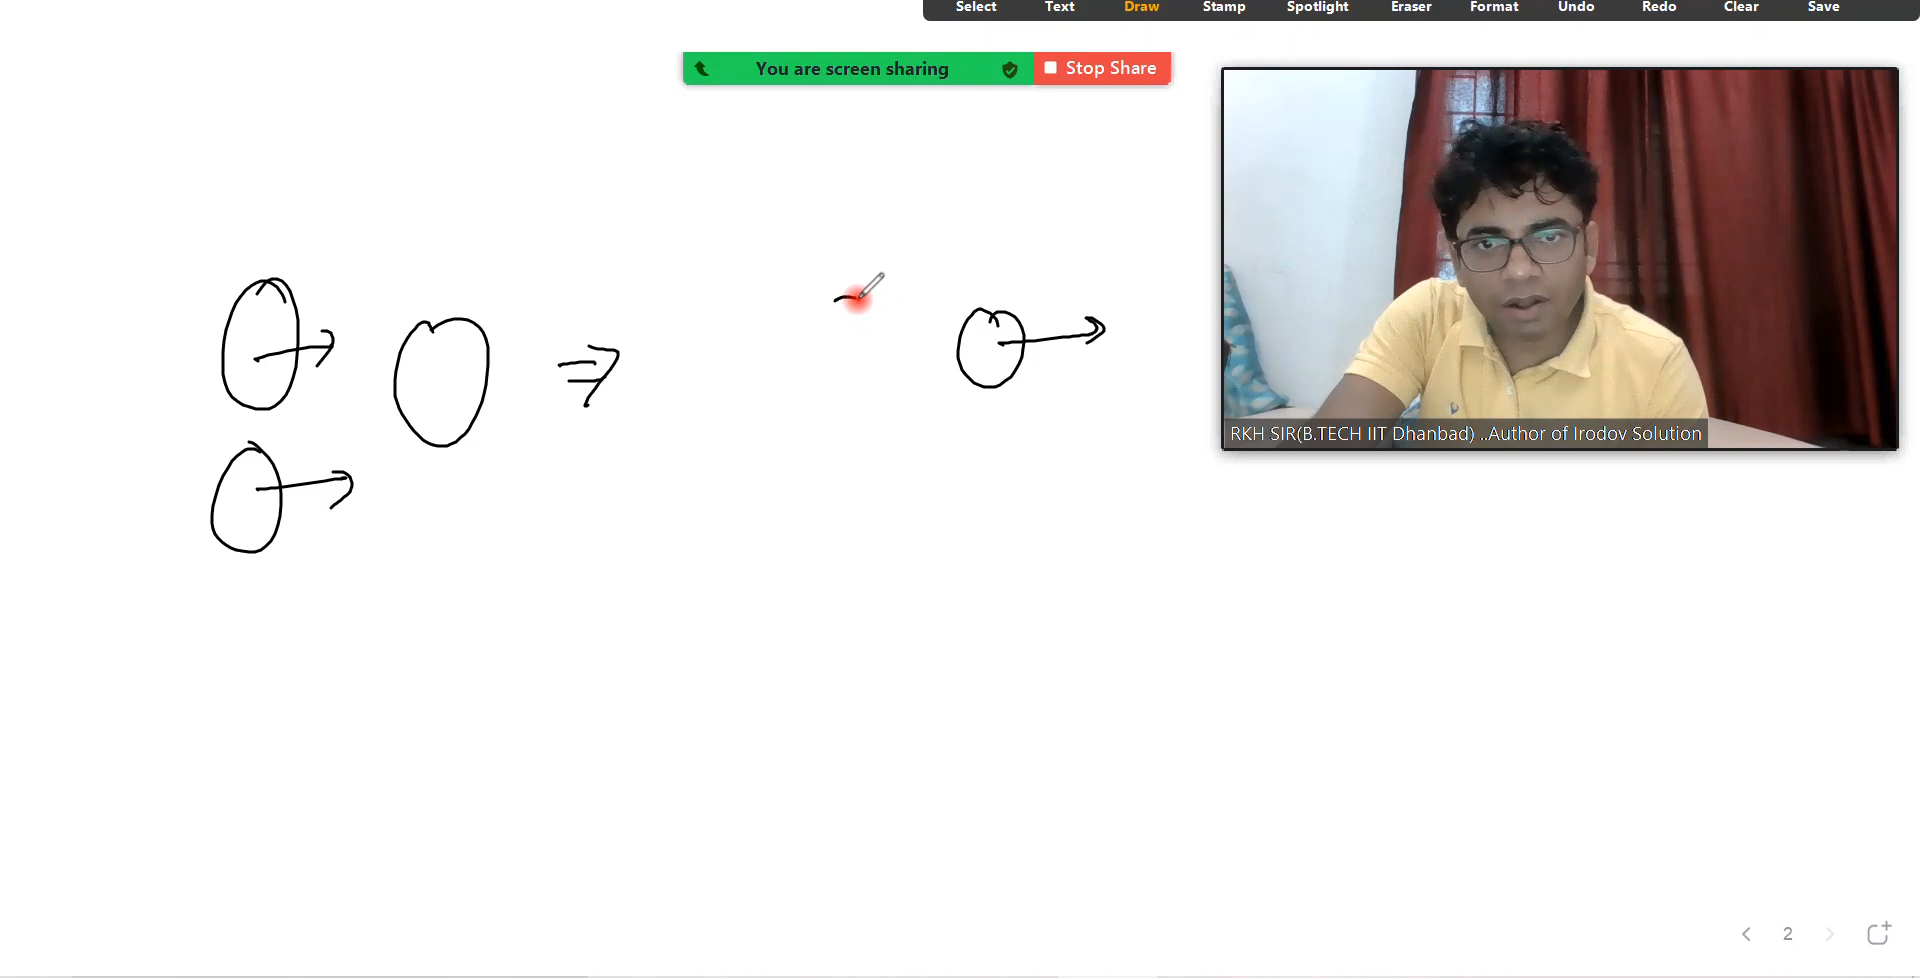 Select Text Draw Stamp Spotlight Eraser Format Undo Redo Clear Save
You are screen sharing Stop Share
RKH SIR(B.TECH IIT Dhanbad) ..Author of Irodov Solution
2